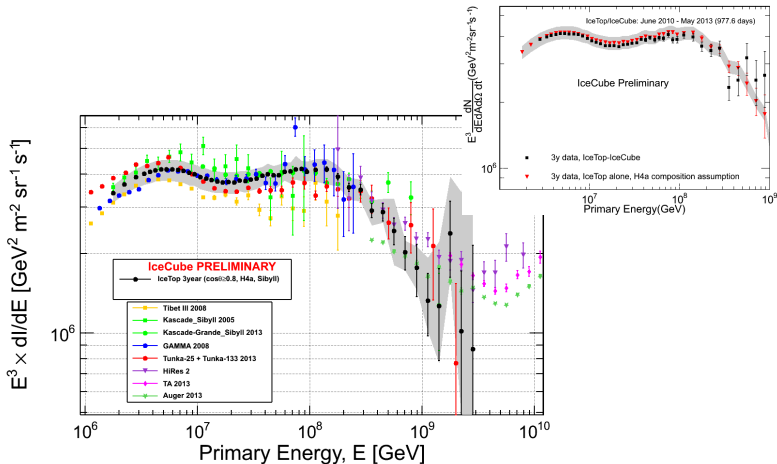 IceTop/IceCube: June 2010 - May 2013 (977.6 days)
E³ dN/dEdAdΩ dt (GeV²m⁻²sr⁻¹s⁻¹)
IceCube Preliminary
10⁶
3y data, IceTop-IceCube
3y data, IceTop alone, H4a composition assumption
10⁷ 10⁸ 10⁹
Primary Energy(GeV)
E³ × dI/dE [GeV² m⁻² sr⁻¹ s⁻¹]
10⁶
IceCube PRELIMINARY
IceTop 3year (cosθ≥0.8, H4a, Sibyll)
Tibet III 2008
Kascade_Sibyll 2005
Kascade-Grande_Sibyll 2013
GAMMA 2008
Tunka-25 + Tunka-133 2013
HiRes 2
TA 2013
Auger 2013
10⁶ 10⁷ 10⁸ 10⁹ 10¹⁰
Primary Energy, E [GeV]